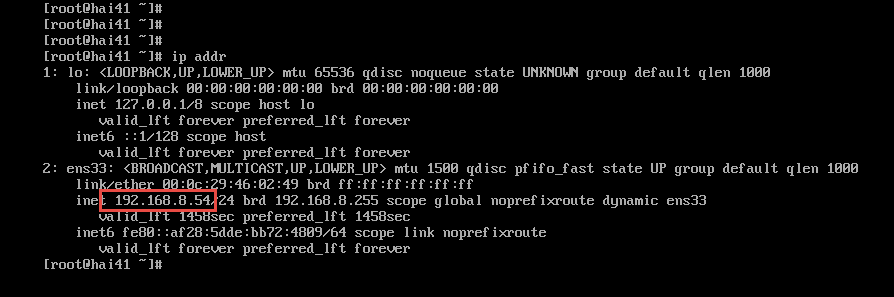 [root@hai41 ~]#
[root@hai41 ~]#
[root@hai41 ~]#
[root@hai41 ~]# ip addr
1: lo: <LOOPBACK,UP,LOWER_UP> mtu 65536 qdisc noqueue state UNKNOWN group default qlen 1000
    link/loopback 00:00:00:00:00:00 brd 00:00:00:00:00:00
    inet 127.0.0.1/8 scope host lo
       valid_lft forever preferred_lft forever
    inet6 ::1/128 scope host
       valid_lft forever preferred_lft forever
2: ens33: <BROADCAST,MULTICAST,UP,LOWER_UP> mtu 1500 qdisc pfifo_fast state UP group default qlen 1000
    link/ether 00:0c:29:46:02:49 brd ff:ff:ff:ff:ff:ff
    inet 192.168.8.54/24 brd 192.168.8.255 scope global noprefixroute dynamic ens33
       valid_lft 1458sec preferred_lft 1458sec
    inet6 fe80::af28:5dde:bb72:4809/64 scope link noprefixroute
       valid_lft forever preferred_lft forever
[root@hai41 ~]#